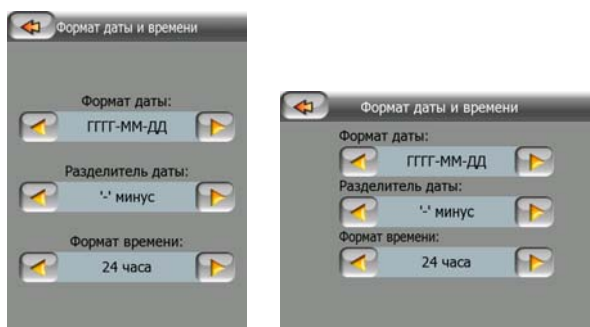 Формат даты и времени
Формат даты:
ГГГГ-ММ-ДД
Разделитель даты:
'-' минус
Формат времени:
24 часа
Формат даты и времени
Формат даты:
ГГГГ-ММ-ДД
Разделитель даты:
'-' минус
Формат времени:
24 часа